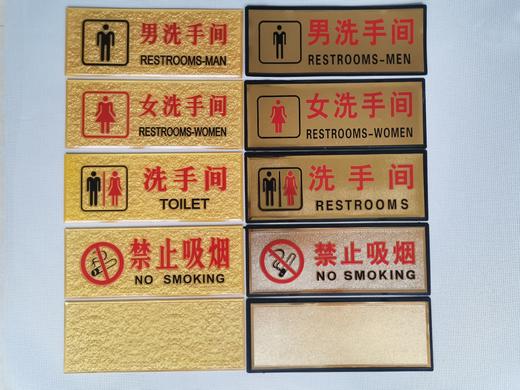 男洗手间
RESTROOMS-MAN
男洗手间
RESTROOMS-MEN
女洗手间
RESTROOMS-WOMEN
女洗手间
RESTROOMS-WOMEN
洗手间
TOILET
洗手间
RESTROOMS
禁止吸烟
NO SMOKING
禁止吸烟
NO SMOKING